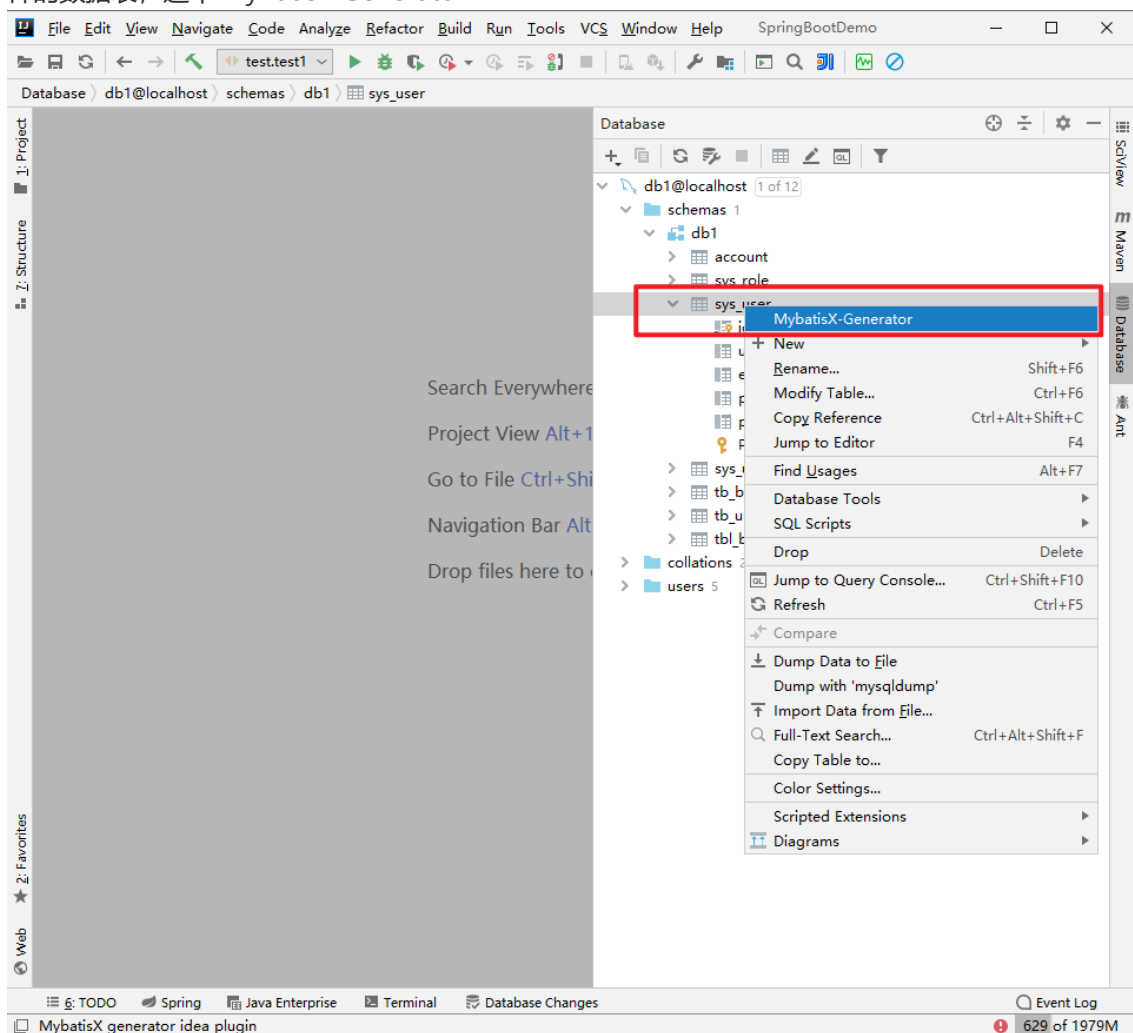 File Edit View Navigate Code Analyze Refactor Build Run Tools VCS Window Help SpringBootDemo
test.test1
Database db1@localhost schemas db1 sys_user
1: Project
7: Structure
2: Favorites
Web
Search Everywhere
Project View Alt+1
Go to File Ctrl+Shi
Navigation Bar Alt
Drop files here to
Database
db1@localhost 1 of 12
schemas 1
db1
account
sys_role
sys_user
sys_
tb_b
tb_u
tbl_b
collations
users 5
MybatisX-Generator
New
Rename... Shift+F6
Modify Table... Ctrl+F6
Copy Reference Ctrl+Alt+Shift+C
Jump to Editor F4
Find Usages Alt+F7
Database Tools
SQL Scripts
Drop Delete
QL Jump to Query Console... Ctrl+Shift+F10
Refresh Ctrl+F5
Compare
Dump Data to File
Dump with 'mysqldump'
Import Data from File...
Full-Text Search... Ctrl+Alt+Shift+F
Copy Table to...
Color Settings...
Scripted Extensions
Diagrams
SciView
m Maven
Database
Ant
6: TODO Spring Java Enterprise Terminal Database Changes Event Log
MybatisX generator idea plugin 629 of 1979M